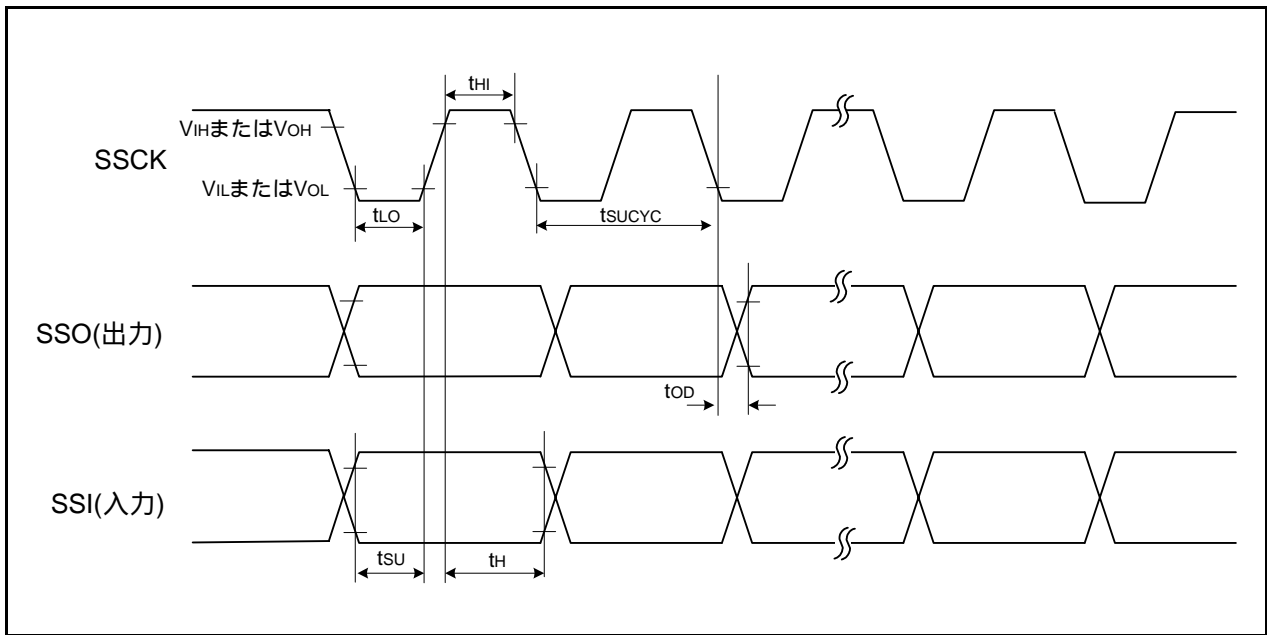 tHI
VIHまたはVOH
SSCK
VILまたはVOL
tLO
tSUCYC
SSO(出力)
tOD
SSI(入力)
tSU
tH